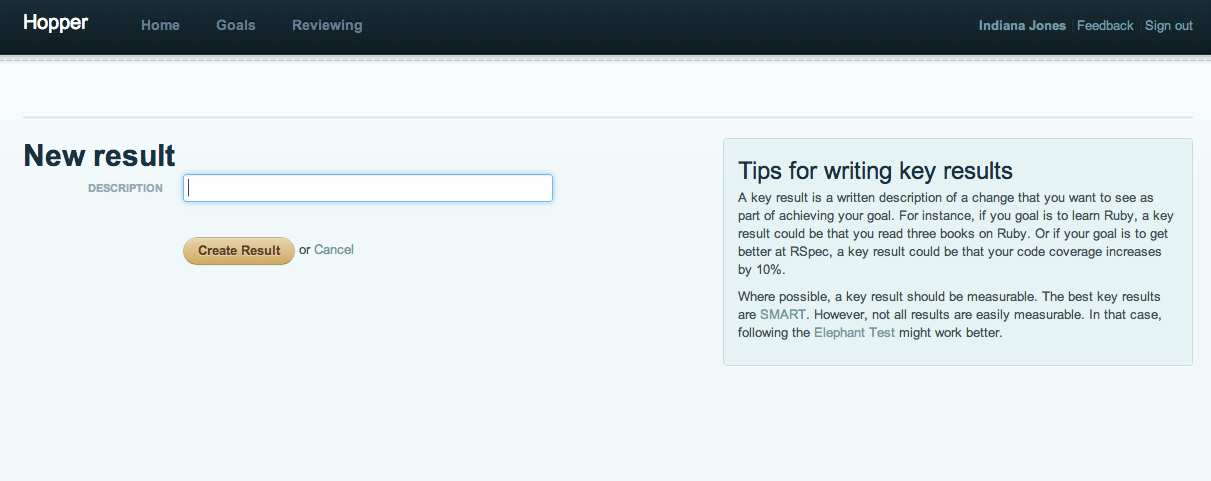 Hopper Home Goals Reviewing Indiana Jones Feedback Sign out
New result
DESCRIPTION
Create Result or Cancel
Tips for writing key results
A key result is a written description of a change that you want to see as
part of achieving your goal. For instance, if you goal is to learn Ruby, a key
result could be that you read three books on Ruby. Or if your goal is to get
better at RSpec, a key result could be that your code coverage increases
by 10%.
Where possible, a key result should be measurable. The best key results
are SMART. However, not all results are easily measurable. In that case,
following the Elephant Test might work better.